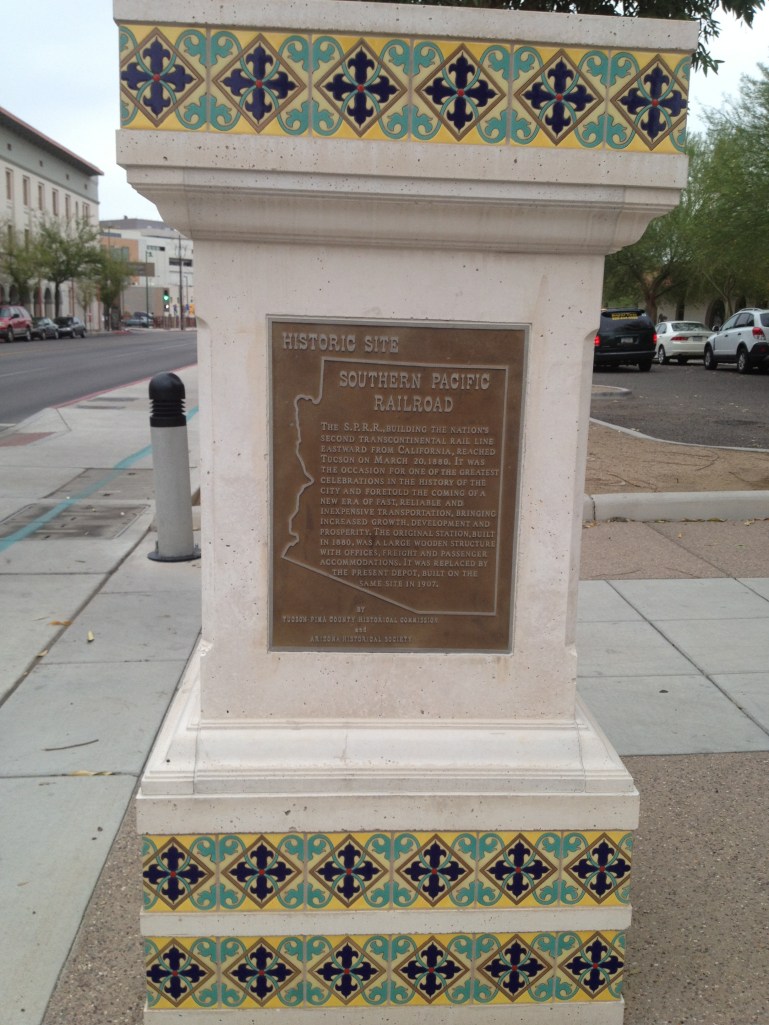 HISTORIC SITE
SOUTHERN PACIFIC
RAILROAD
THE S.P.R.R., BUILDING THE NATION'S
SECOND TRANSCONTINENTAL RAIL LINE
EASTWARD FROM CALIFORNIA, REACHED
TUCSON ON MARCH 20, 1880. IT WAS
THE OCCASION FOR ONE OF THE GREATEST
CELEBRATIONS IN THE HISTORY OF THE
CITY AND FORETOLD THE COMING OF A
NEW ERA OF FAST, RELIABLE AND
INEXPENSIVE TRANSPORTATION, BRINGING
INCREASED GROWTH, DEVELOPMENT AND
PROSPERITY. THE ORIGINAL STATION, BUILT
IN 1880, WAS A LARGE WOODEN STRUCTURE
WITH OFFICES, FREIGHT AND PASSENGER
ACCOMMODATIONS. IT WAS REPLACED BY
THE PRESENT DEPOT, BUILT ON THE
SAME SITE IN 1907.
BY
TUCSON PIMA COUNTY HISTORICAL COMMISSION
AND
ARIZONA HISTORICAL SOCIETY